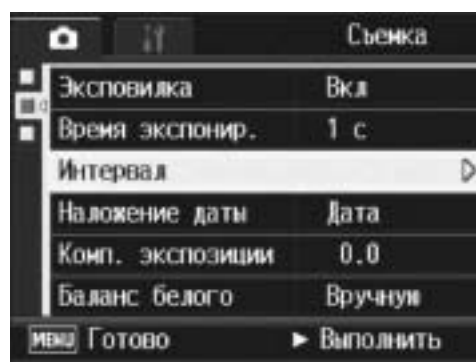 Съемка
Эксповилка Вкл
Время экспонир. 1 с
Интервал
Наложение даты Дата
Комп. экспозиции 0.0
Баланс белого Вручную
MENU Готово ► Выполнить